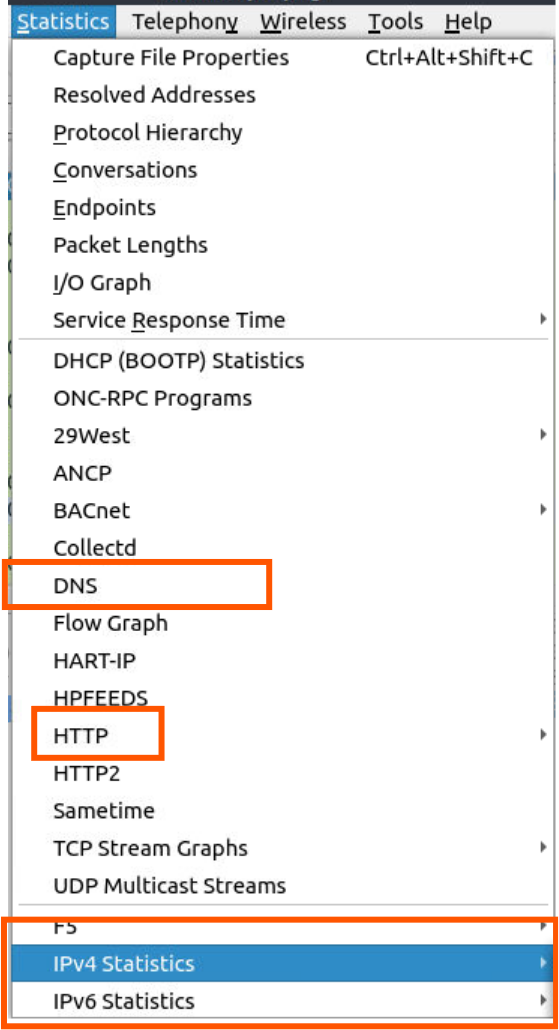 Statistics Telephony Wireless Tools Help
Capture File Properties Ctrl+Alt+Shift+C
Resolved Addresses
Protocol Hierarchy
Conversations
Endpoints
Packet Lengths
I/O Graph
Service Response Time
DHCP (BOOTP) Statistics
ONC-RPC Programs
29West
ANCP
BACnet
Collectd
DNS
Flow Graph
HART-IP
HPFEEDS
HTTP
HTTP2
Sametime
TCP Stream Graphs
UDP Multicast Streams
F5
IPv4 Statistics
IPv6 Statistics